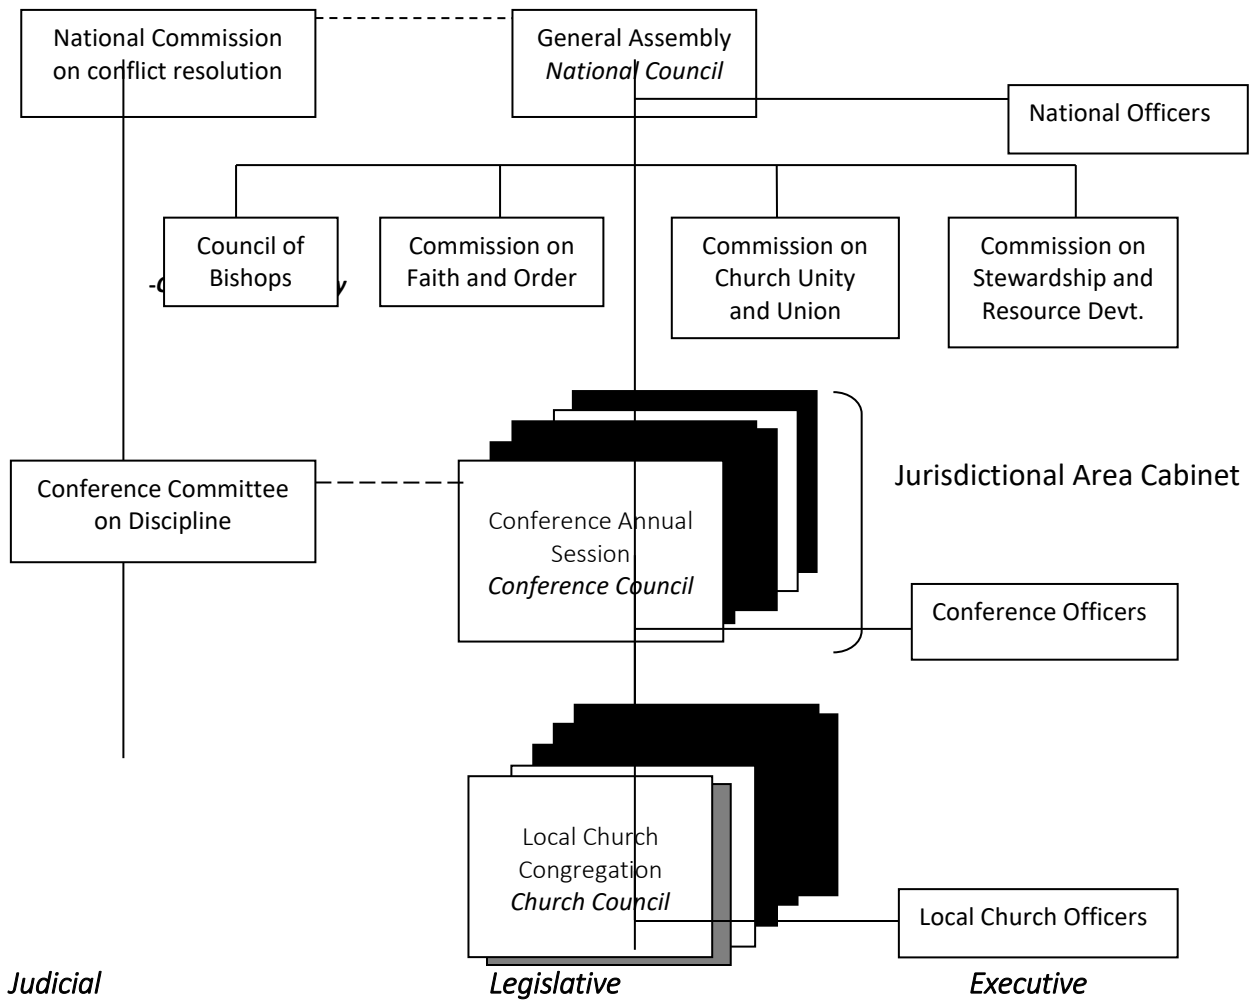 National Commission
on conflict resolution
General Assembly
National Council
National Officers
Council of
Bishops
Commission on
Faith and Order
Commission on
Church Unity
and Union
Commission on
Stewardship and
Resource Devt.
Jurisdictional Area Cabinet
Conference Committee
on Discipline
Conference Annual
Session
Conference Council
Conference Officers
Local Church
Congregation
Church Council
Local Church Officers
Judicial
Legislative
Executive